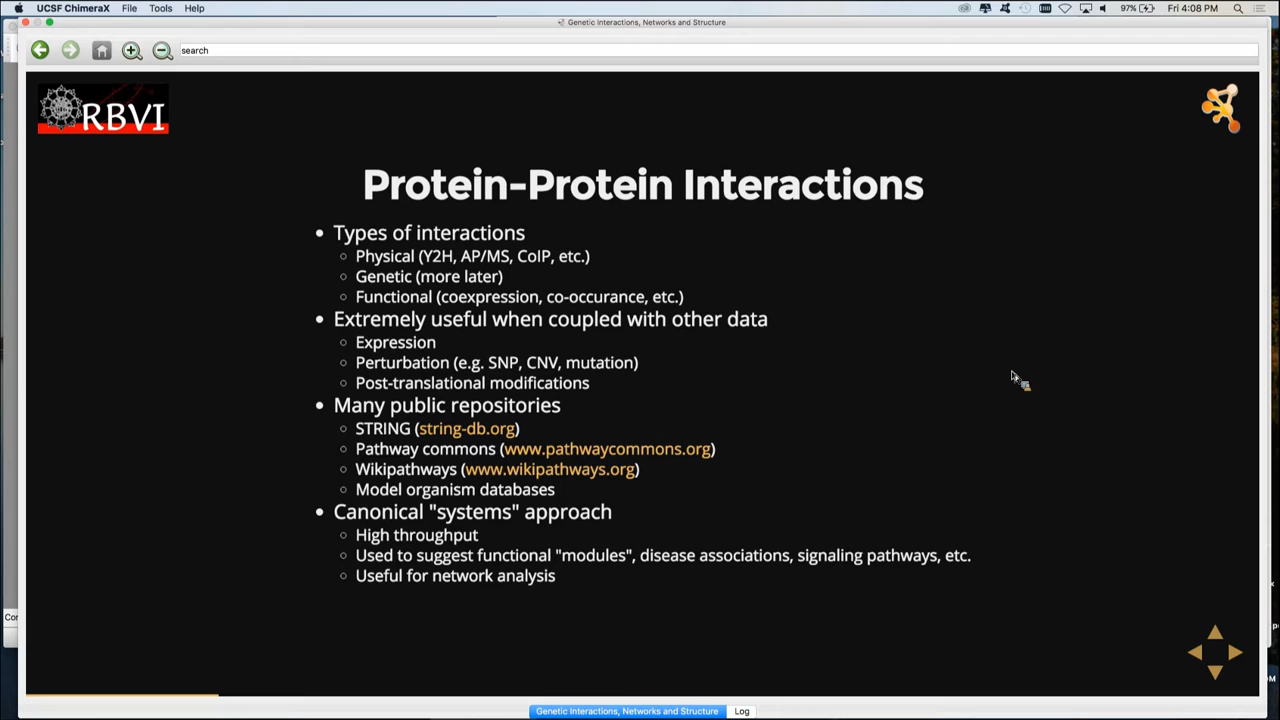 UCSF ChimeraX File Tools Help
97% Fri 4:08 PM
Genetic Interactions, Networks and Structure
search
RBVI
Protein-Protein Interactions
Types of interactions
Physical (Y2H, AP/MS, CoIP, etc.)
Genetic (more later)
Functional (coexpression, co-occurance, etc.)
Extremely useful when coupled with other data
Expression
Perturbation (e.g. SNP, CNV, mutation)
Post-translational modifications
Many public repositories
STRING (string-db.org)
Pathway commons (www.pathwaycommons.org)
Wikipathways (www.wikipathways.org)
Model organism databases
Canonical "systems" approach
High throughput
Used to suggest functional "modules", disease associations, signaling pathways, etc.
Useful for network analysis
Genetic Interactions, Networks and Structure Log